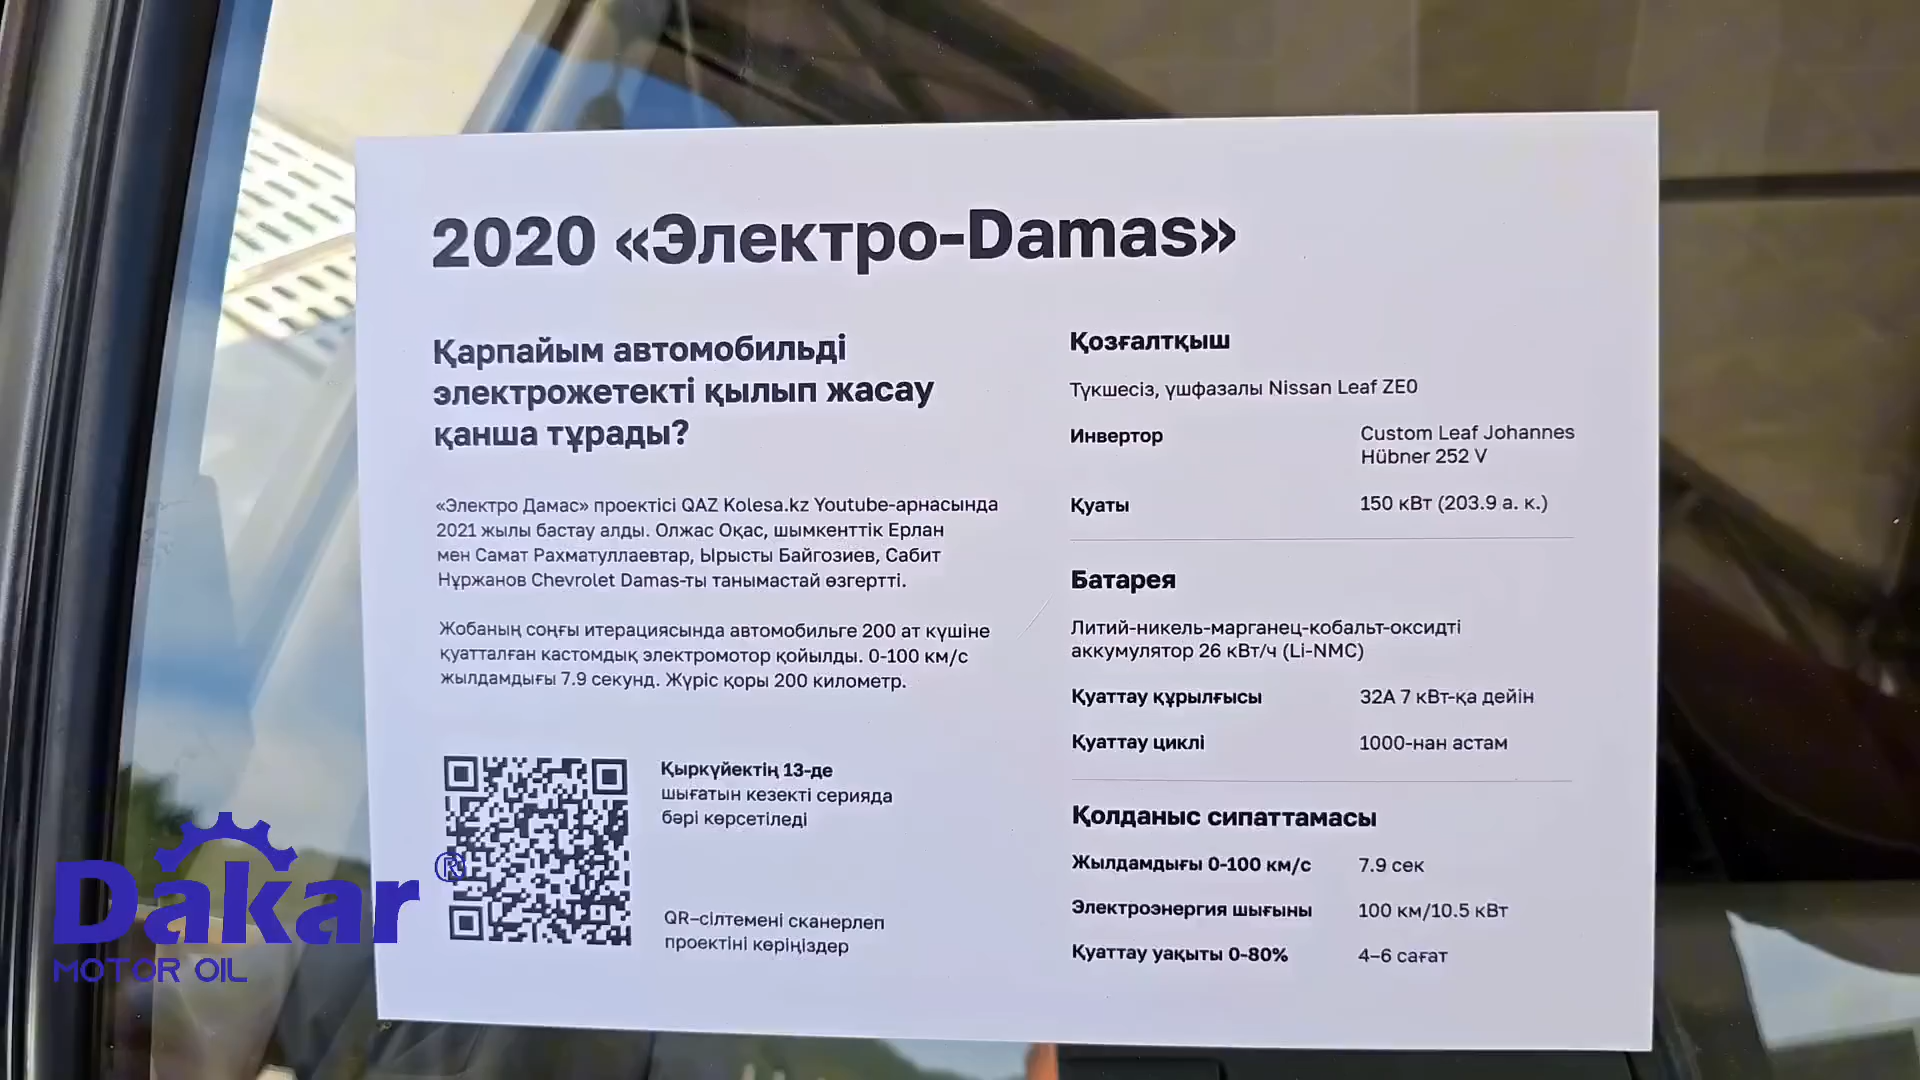 2020 «Электро-Damas»
Қарпайым автомобильді
электрожетекті қылып жасау
қанша тұрады?
«Электро Дамас» проектісі QAZ Kolesa.kz Youtube-арнасында
2021 жылы бастау алды. Олжас Оқас, шымкенттік Ерлан
мен Самат Рахматуллаевтар, Ырысты Байгозиев, Сабит
Нұржанов Chevrolet Damas-ты танымастай өзгертті.
Жобаның соңғы итерациясында автомобильге 200 ат күшіне
қуатталған кастомдық электромотор қойылды. 0-100 км/с
жылдамдығы 7.9 секунд. Жүріс қоры 200 километр.
Қыркүйектің 13-де
шығатын кезекті серияда
бәрі көрсетіледі
QR–сілтемені сканерлеп
проектіні көріңіздер
Қозғалтқыш
Түкшесіз, үшфазалы Nissan Leaf ZE0
Инвертор Custom Leaf Johannes
Hübner 252 V
Қуаты 150 кВт (203.9 а. к.)
Батарея
Литий-никель-марганец-кобальт-оксидті
аккумулятор 26 кВт/ч (Li-NMC)
Қуаттау құрылғысы 32А 7 кВт-қа дейін
Қуаттау циклі 1000-нан астам
Қолданыс сипаттамасы
Жылдамдығы 0-100 км/с 7.9 сек
Электроэнергия шығыны 100 км/10.5 кВт
Қуаттау уақыты 0-80% 4–6 сағат
Dakar ®
MOTOR OIL